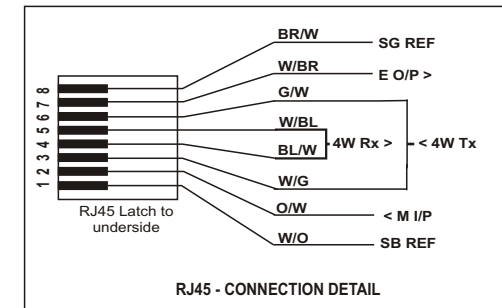 BR/W
SG REF
W/BR
E O/P >
G/W
W/BL
4W Rx >
< 4W Tx
BL/W
W/G
O/W
< M I/P
W/O
SB REF
1 2 3 4 5 6 7 8
RJ45 Latch to
underside
RJ45 - CONNECTION DETAIL